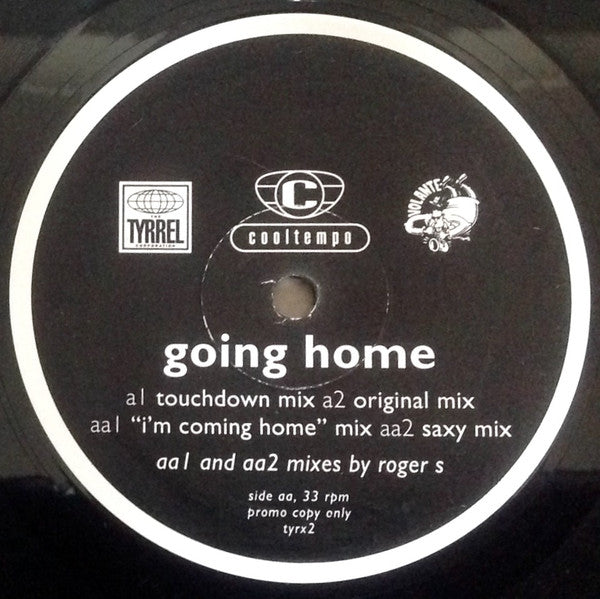 THE
TYRREL
CORPORATION
C
cooltempo
VOLANTE
going home
a1 touchdown mix a2 original mix
aa1 "i'm coming home" mix aa2 saxy mix
aa1 and aa2 mixes by roger s
side aa, 33 rpm
promo copy only
tyrx2